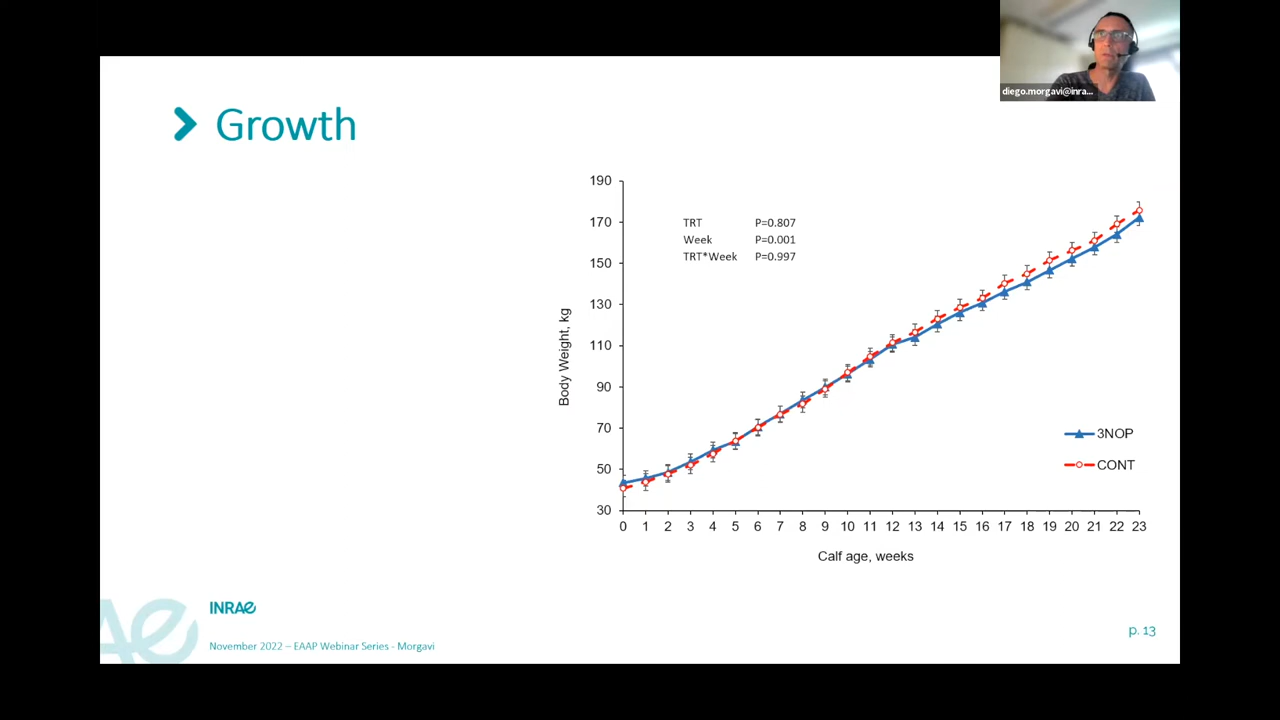 diego.morgavi@inra...
Growth
190
170
150
130
110
90
70
50
30
Body Weight, kg
TRT P=0.807
Week P=0.001
TRT*Week P=0.997
3NOP
CONT
0 1 2 3 4 5 6 7 8 9 10 11 12 13 14 15 16 17 18 19 20 21 22 23
Calf age, weeks
INRAE
November 2022 – EAAP Webinar Series - Morgavi
p. 13